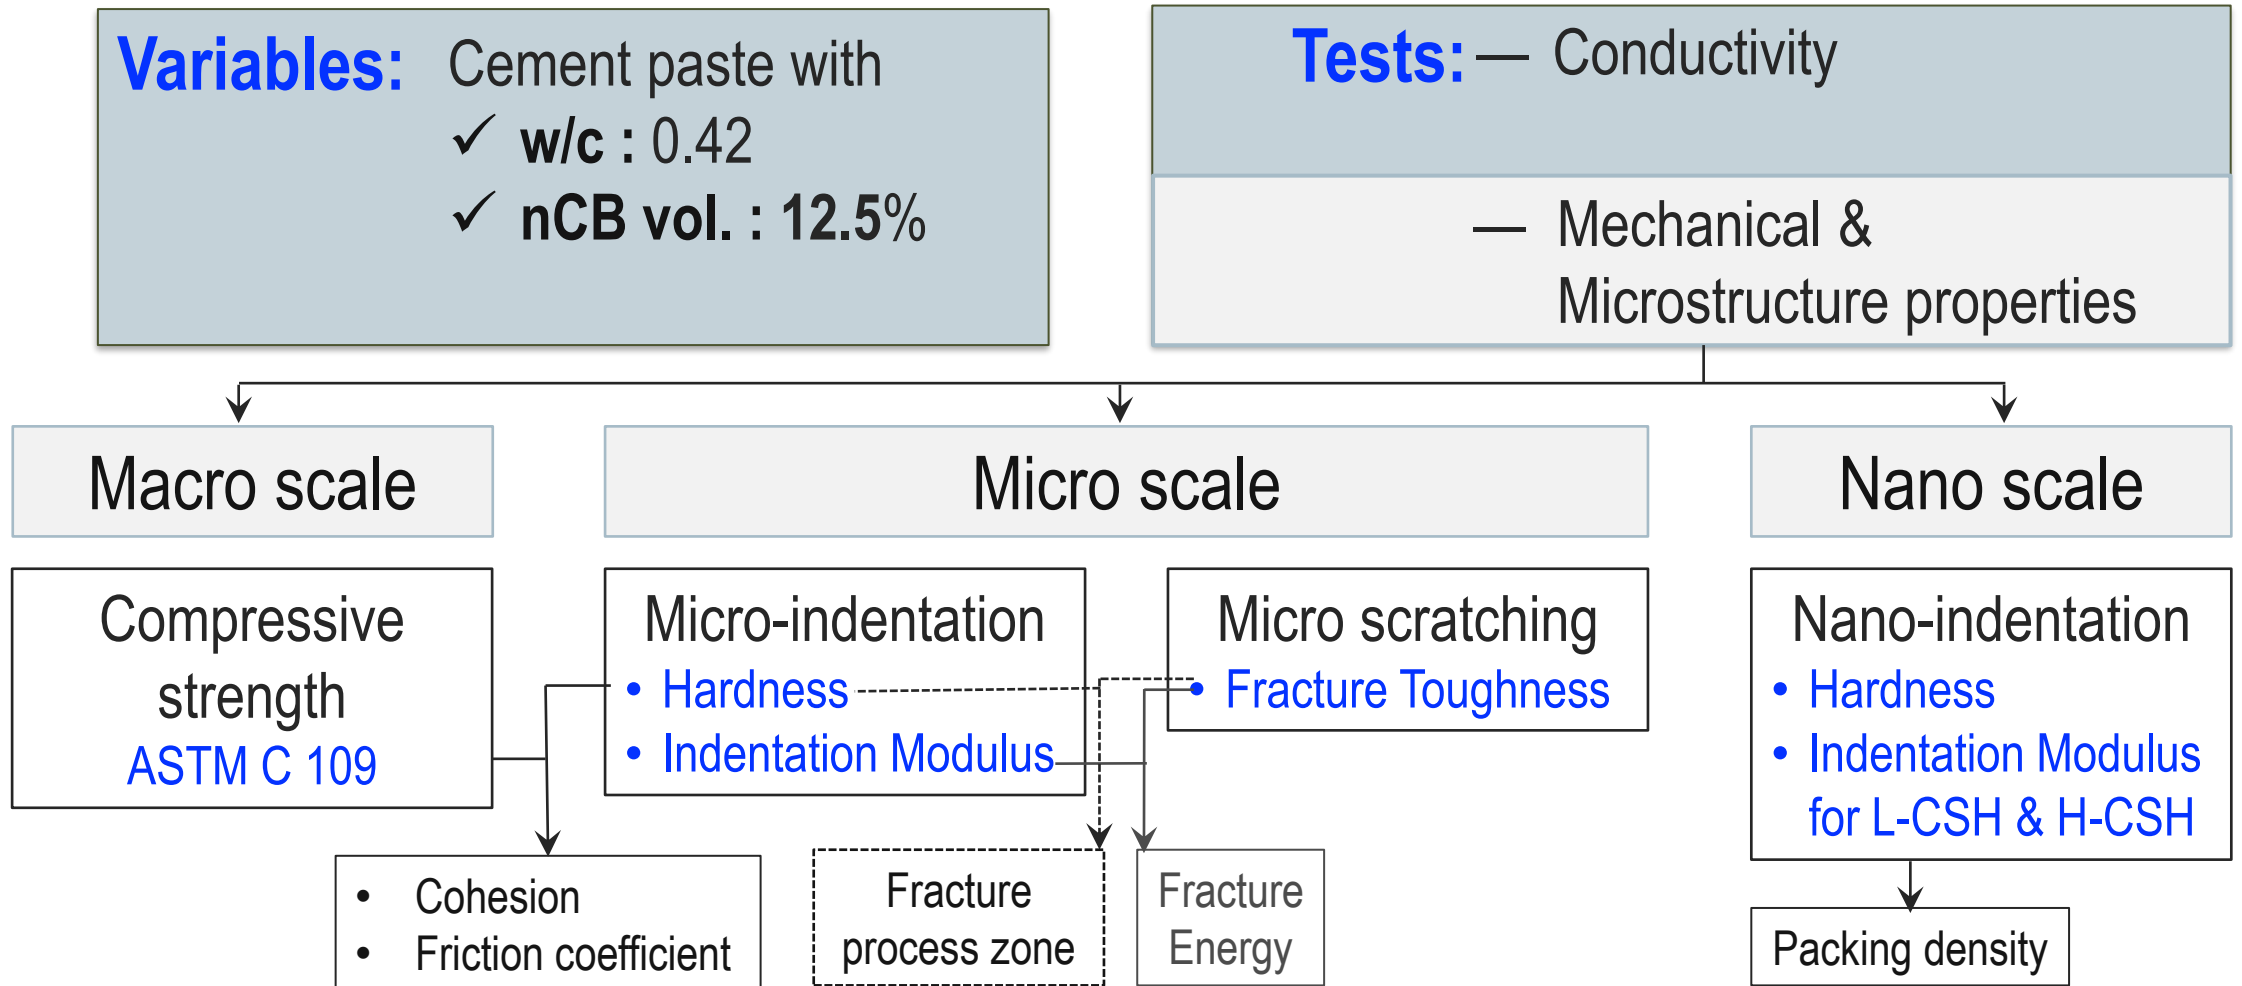 Variables: Cement paste with
✓ w/c : 0.42
✓ nCB vol. : 12.5%
Tests: — Conductivity
— Mechanical &
Microstructure properties
Macro scale
Micro scale
Nano scale
Compressive
strength
ASTM C 109
Micro-indentation
• Hardness
• Indentation Modulus
Micro scratching
• Fracture Toughness
Nano-indentation
• Hardness
• Indentation Modulus
for L-CSH & H-CSH
• Cohesion
• Friction coefficient
Fracture
process zone
Fracture
Energy
Packing density